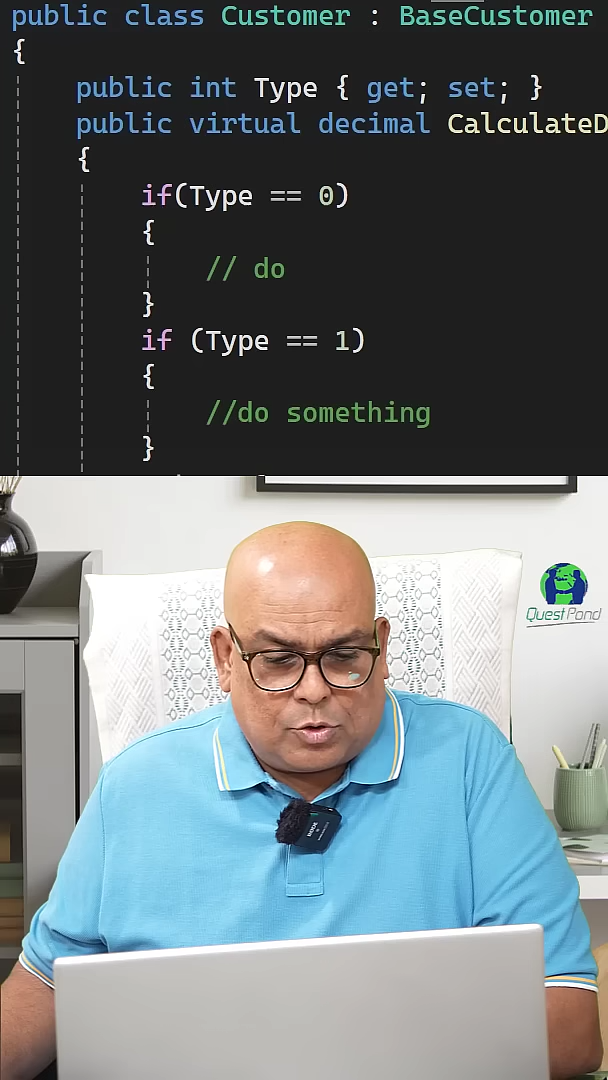 public class Customer : BaseCustomer
{
public int Type { get; set; }
public virtual decimal CalculateD
{
if(Type == 0)
{
// do
}
if (Type == 1)
{
//do something
}
QuestPond